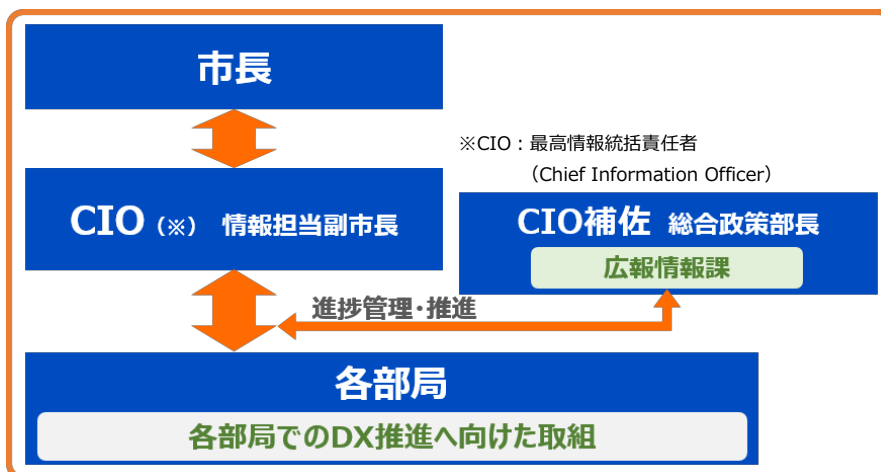 市長
※CIO：最高情報統括責任者
（Chief Information Officer）
CIO（※） 情報担当副市長
CIO補佐 総合政策部長
広報情報課
進捗管理・推進
各部局
各部局でのDX推進へ向けた取組